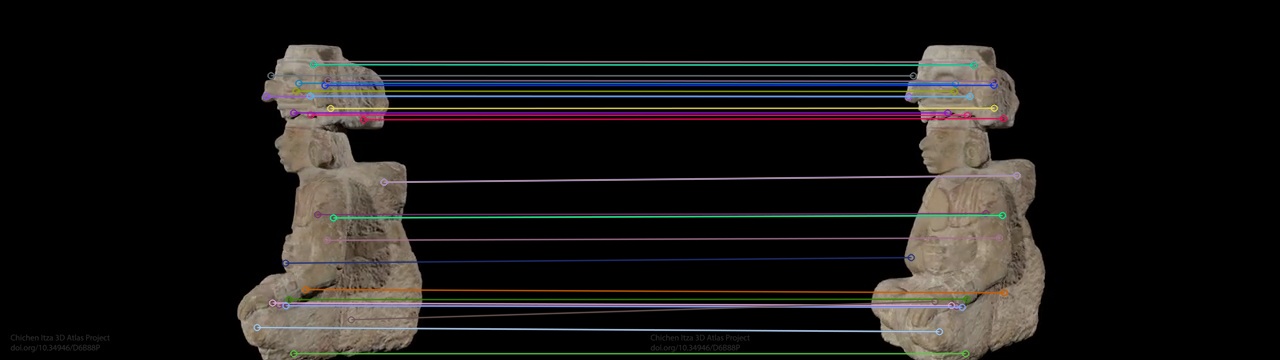 Chichen Itza 3D Atlas Project
doi.org/10.34946/D6B88P
Chichen Itza 3D Atlas Project
doi.org/10.34946/D6B88P